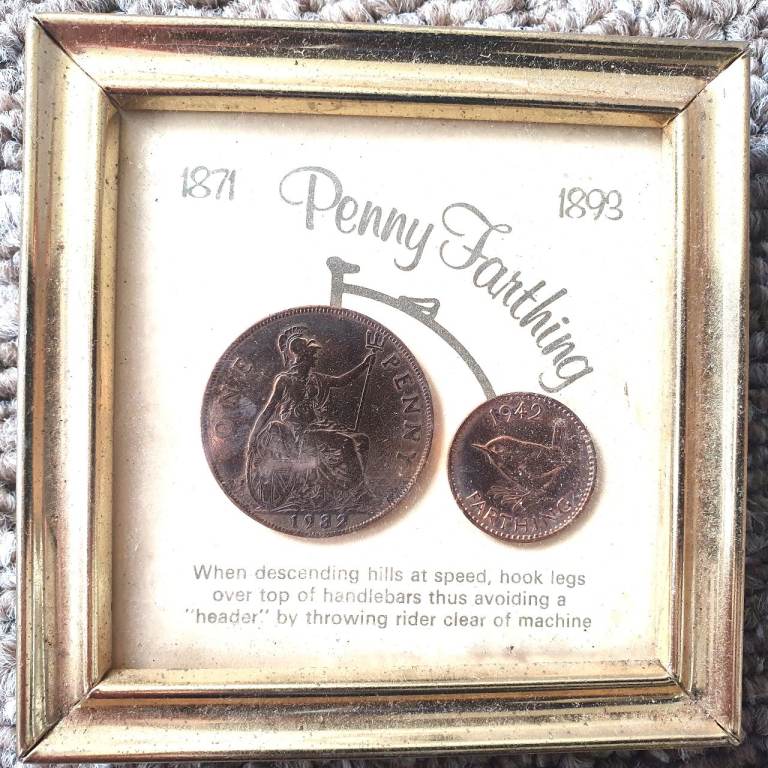 1871
Penny Farthing
1893
ONE PENNY
1932
1942
FARTHING
When descending hills at speed, hook legs
over top of handlebars thus avoiding a
"header" by throwing rider clear of machine